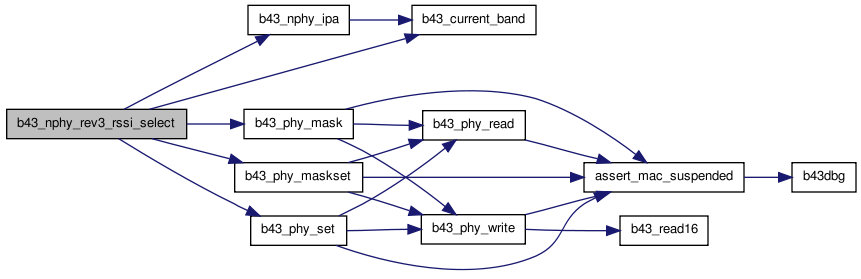 b43_nphy_ipa
b43_current_band
b43_nphy_rev3_rssi_select
b43_phy_mask
b43_phy_read
b43_phy_maskset
assert_mac_suspended
b43dbg
b43_phy_set
b43_phy_write
b43_read16